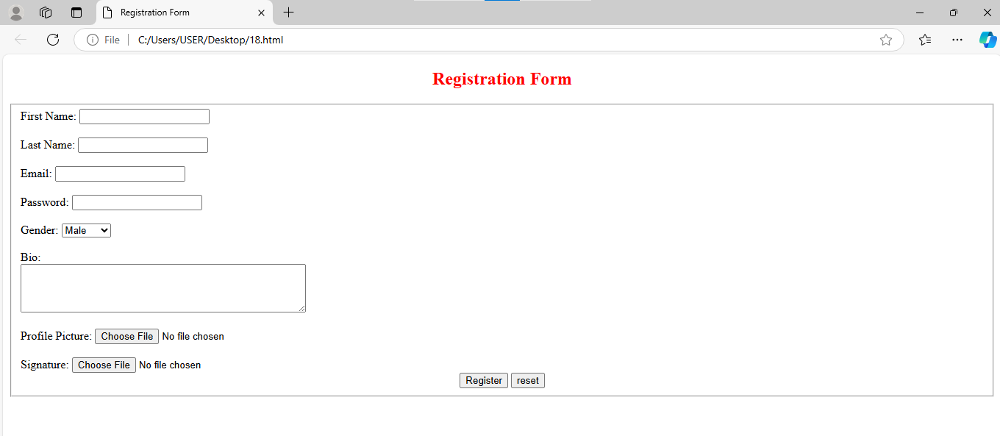 Registration Form
File C:/Users/USER/Desktop/18.html
Registration Form
First Name:
Last Name:
Email:
Password:
Gender: Male
Bio:
Profile Picture: Choose File No file chosen
Signature: Choose File No file chosen
Register reset